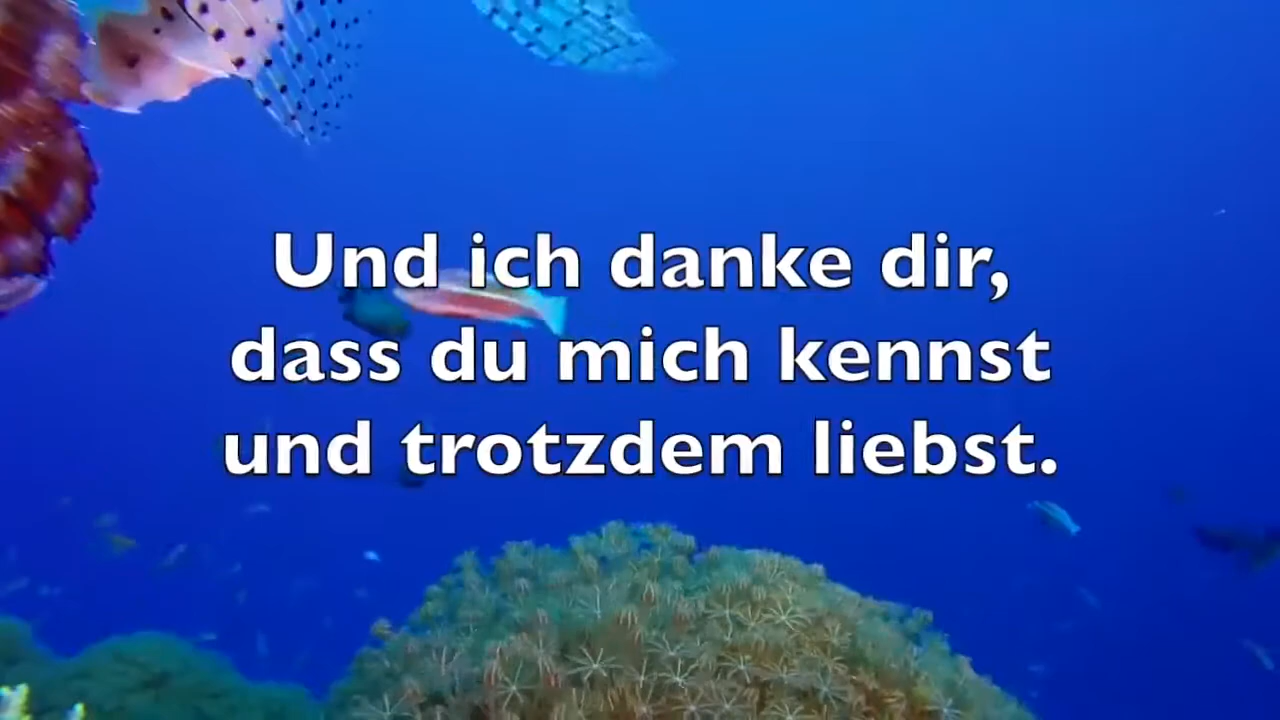 Und ich danke dir,
dass du mich kennst
und trotzdem liebst.